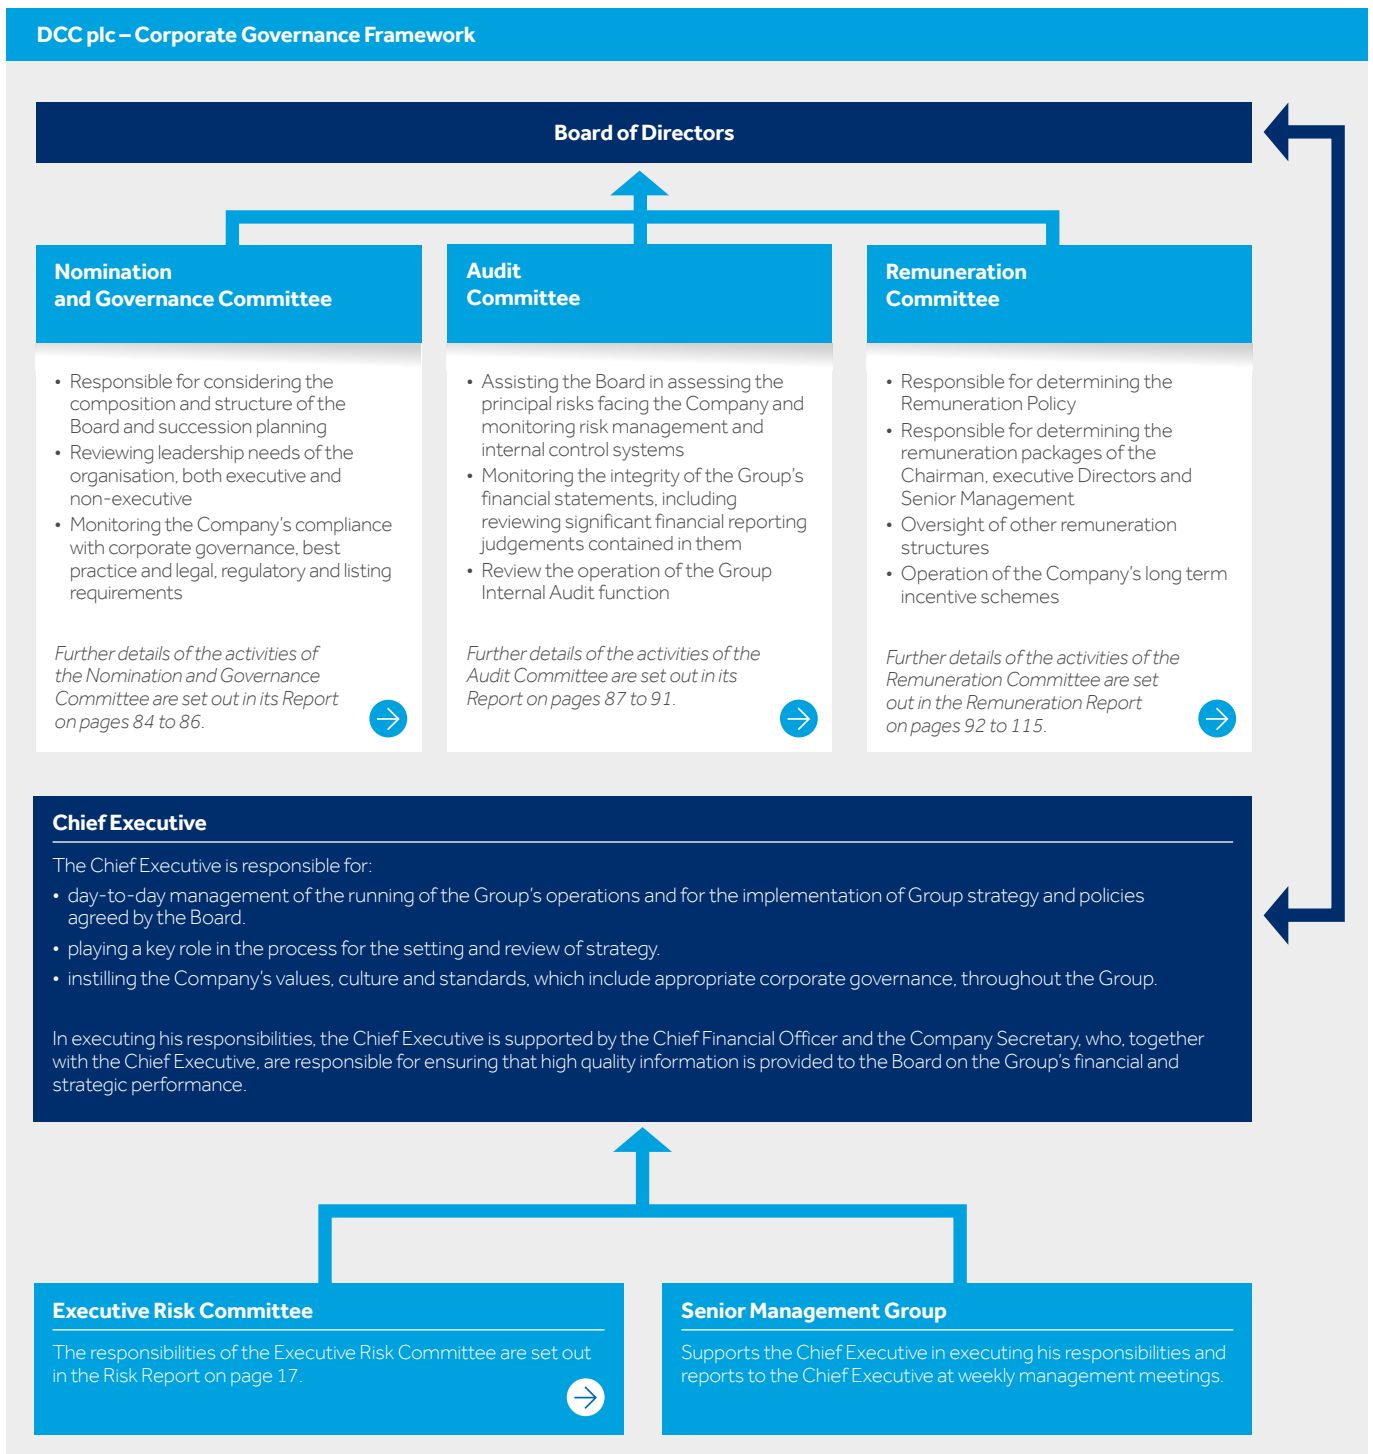 DCC plc – Corporate Governance Framework
Board of Directors
Nomination
and Governance Committee
• Responsible for considering the
composition and structure of the
Board and succession planning
• Reviewing leadership needs of the
organisation, both executive and
non-executive
• Monitoring the Company's compliance
with corporate governance, best
practice and legal, regulatory and listing
requirements
Further details of the activities of
the Nomination and Governance
Committee are set out in its Report
on pages 84 to 86.
Audit
Committee
• Assisting the Board in assessing the
principal risks facing the Company and
monitoring risk management and
internal control systems
• Monitoring the integrity of the Group's
financial statements, including
reviewing significant financial reporting
judgements contained in them
• Review the operation of the Group
Internal Audit function
Further details of the activities of the
Audit Committee are set out in its
Report on pages 87 to 91.
Remuneration
Committee
• Responsible for determining the
Remuneration Policy
• Responsible for determining the
remuneration packages of the
Chairman, executive Directors and
Senior Management
• Oversight of other remuneration
structures
• Operation of the Company's long term
incentive schemes
Further details of the activities of the
Remuneration Committee are set
out in the Remuneration Report
on pages 92 to 115.
Chief Executive
The Chief Executive is responsible for:
• day-to-day management of the running of the Group's operations and for the implementation of Group strategy and policies
agreed by the Board.
• playing a key role in the process for the setting and review of strategy.
• instilling the Company's values, culture and standards, which include appropriate corporate governance, throughout the Group.
In executing his responsibilities, the Chief Executive is supported by the Chief Financial Officer and the Company Secretary, who, together
with the Chief Executive, are responsible for ensuring that high quality information is provided to the Board on the Group's financial and
strategic performance.
Executive Risk Committee
The responsibilities of the Executive Risk Committee are set out
in the Risk Report on page 17.
Senior Management Group
Supports the Chief Executive in executing his responsibilities and
reports to the Chief Executive at weekly management meetings.